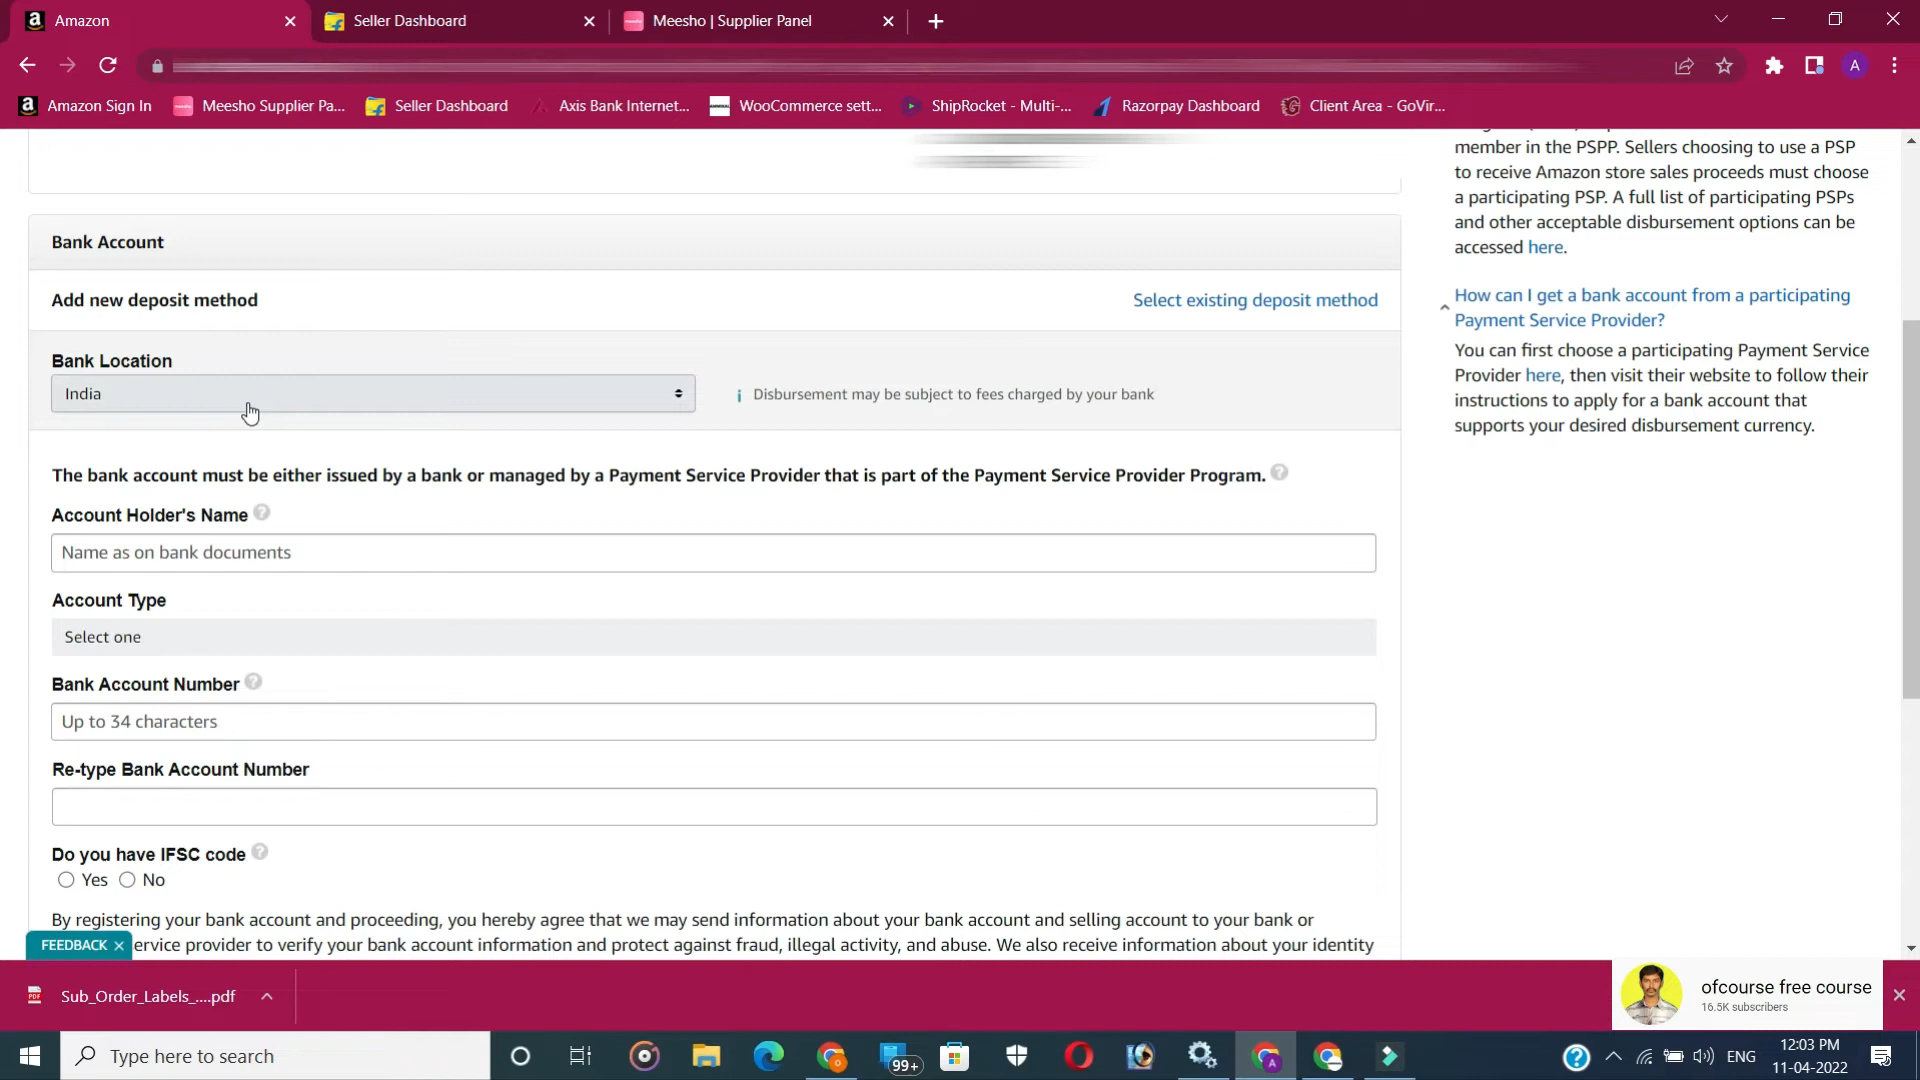 Amazon
Seller Dashboard
Meesho | Supplier Panel
A
Amazon Sign In
Meesho Supplier Pa...
Seller Dashboard
Axis Bank Internet...
WooCommerce sett...
ShipRocket - Multi-...
Razorpay Dashboard
Client Area - GoVir...
Bank Account
Add new deposit method
Select existing deposit method
Bank Location
India
i Disbursement may be subject to fees charged by your bank
The bank account must be either issued by a bank or managed by a Payment Service Provider that is part of the Payment Service Provider Program.
Account Holder's Name
Name as on bank documents
Account Type
Select one
Bank Account Number
Up to 34 characters
Re-type Bank Account Number
Do you have IFSC code
Yes No
By registering your bank account and proceeding, you hereby agree that we may send information about your bank account and selling account to your bank or
ervice provider to verify your bank account information and protect against fraud, illegal activity, and abuse. We also receive information about your identity
FEEDBACK
member in the PSPP. Sellers choosing to use a PSP
to receive Amazon store sales proceeds must choose
a participating PSP. A full list of participating PSPs
and other acceptable disbursement options can be
accessed here.
How can I get a bank account from a participating
Payment Service Provider?
You can first choose a participating Payment Service
Provider here, then visit their website to follow their
instructions to apply for a bank account that
supports your desired disbursement currency.
PDF
Sub_Order_Labels_....pdf
ofcourse free course
16.5K subscribers
Type here to search
99+
ENG
12:03 PM
11-04-2022